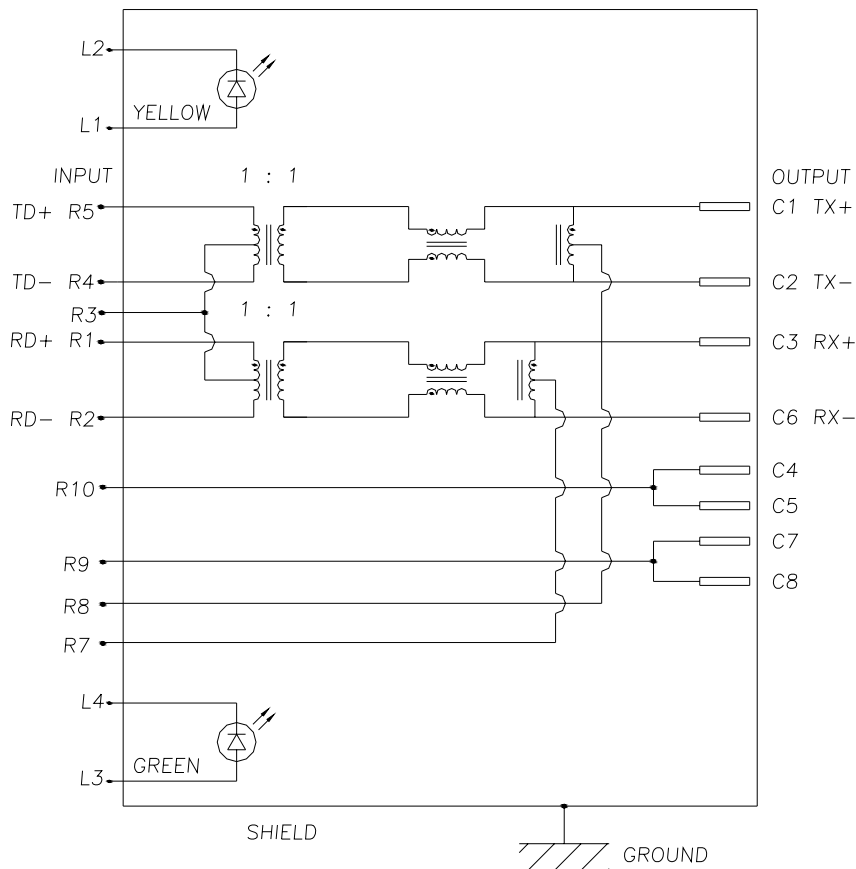 L2
YELLOW
L1
INPUT 1 : 1 OUTPUT
TD+ R5 C1 TX+
TD- R4 C2 TX-
R3 1 : 1
RD+ R1 C3 RX+
RD- R2 C6 RX-
C4
R10
C5
C7
R9
C8
R8
R7
L4
GREEN
L3
SHIELD
GROUND